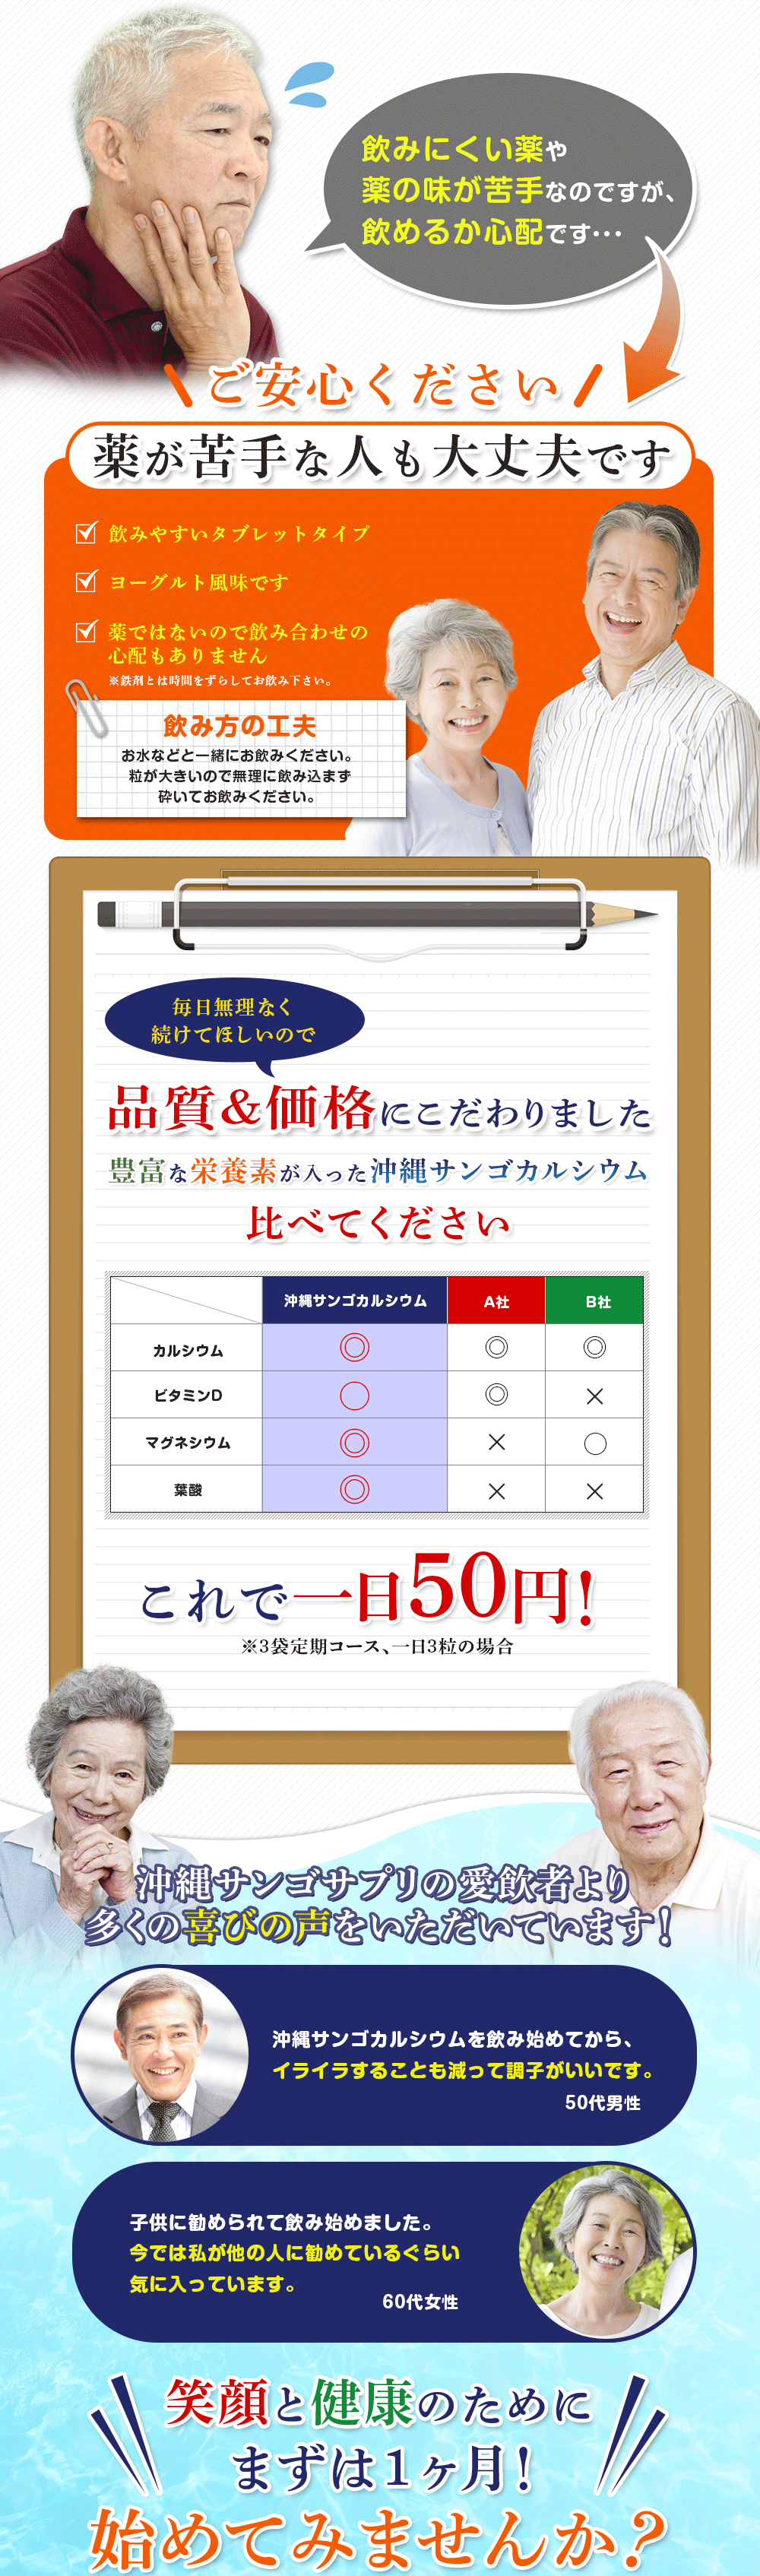 飲みにくい薬や
薬の味が苦手なのですが、
飲めるか心配です・・・
ご安心ください
薬が苦手な人も大丈夫です
飲みやすいタブレットタイプ
ヨーグルト風味です
薬ではないので飲み合わせの
心配もありません
※鉄剤とは時間をずらしてお飲み下さい。
飲み方の工夫
お水などと一緒にお飲みください。
粒が大きいので無理に飲み込まず
砕いてお飲みください。
毎日無理なく
続けてほしいので
品質&価格にこだわりました
豊富な栄養素が入った沖縄サンゴカルシウム
比べてください
沖縄サンゴカルシウム A社 B社
カルシウム ◎ ◎ ◎
ビタミンD ○ ◎ ×
マグネシウム ◎ × ○
葉酸 ◎ × ×
これで一日50円!
※3袋定期コース、一日3粒の場合
沖縄サンゴサプリの愛飲者より
多くの喜びの声をいただいています!
沖縄サンゴカルシウムを飲み始めてから、
イライラすることも減って調子がいいです。
50代男性
子供に勧められて飲み始めました。
今では私が他の人に勧めているぐらい
気に入っています。
60代女性
笑顔と健康のために
まずは1ヶ月!
始めてみませんか?